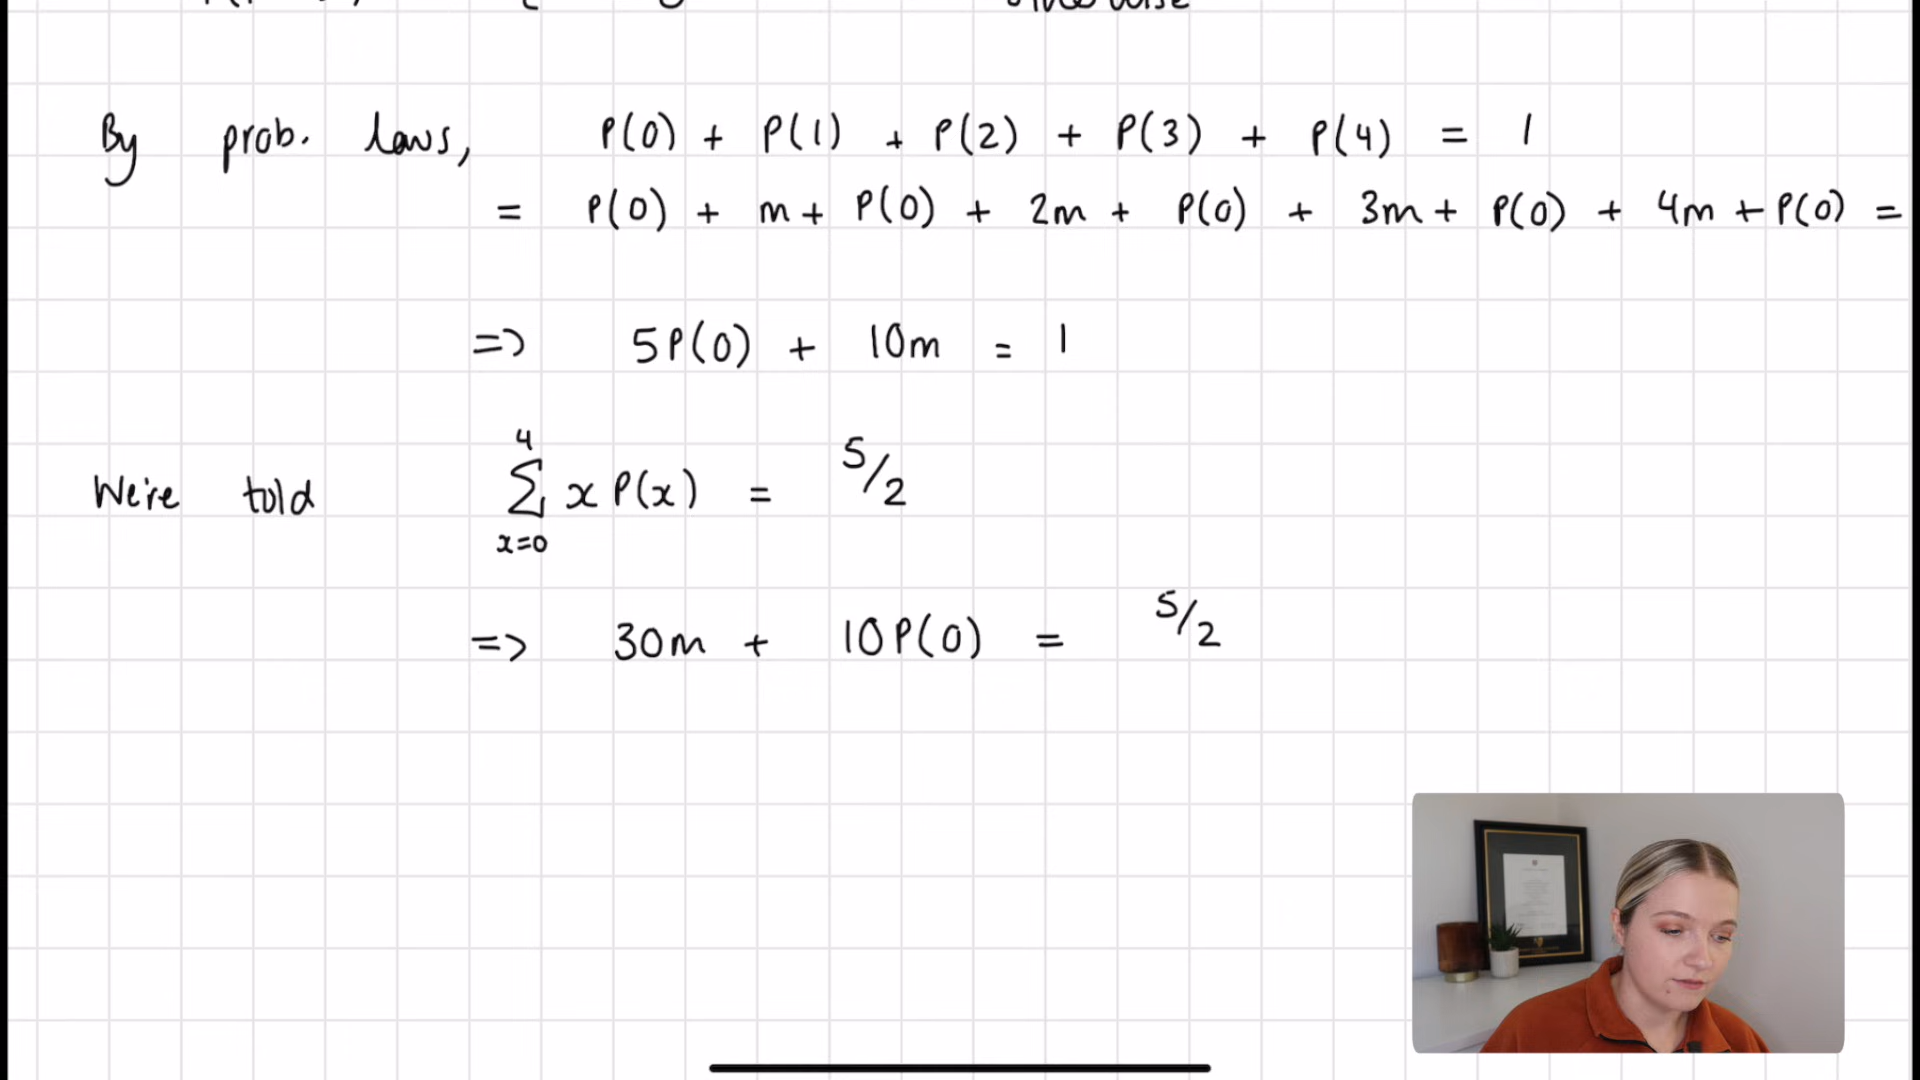 By prob. laws, P(0) + P(1) + P(2) + P(3) + P(4) = 1
= P(0) + m + P(0) + 2m + P(0) + 3m + P(0) + 4m + P(0) =
=> 5P(0) + 10m = 1
We're told 4 Σ x=0 x P(x) = 5/2
=> 30m + 10P(0) = 5/2